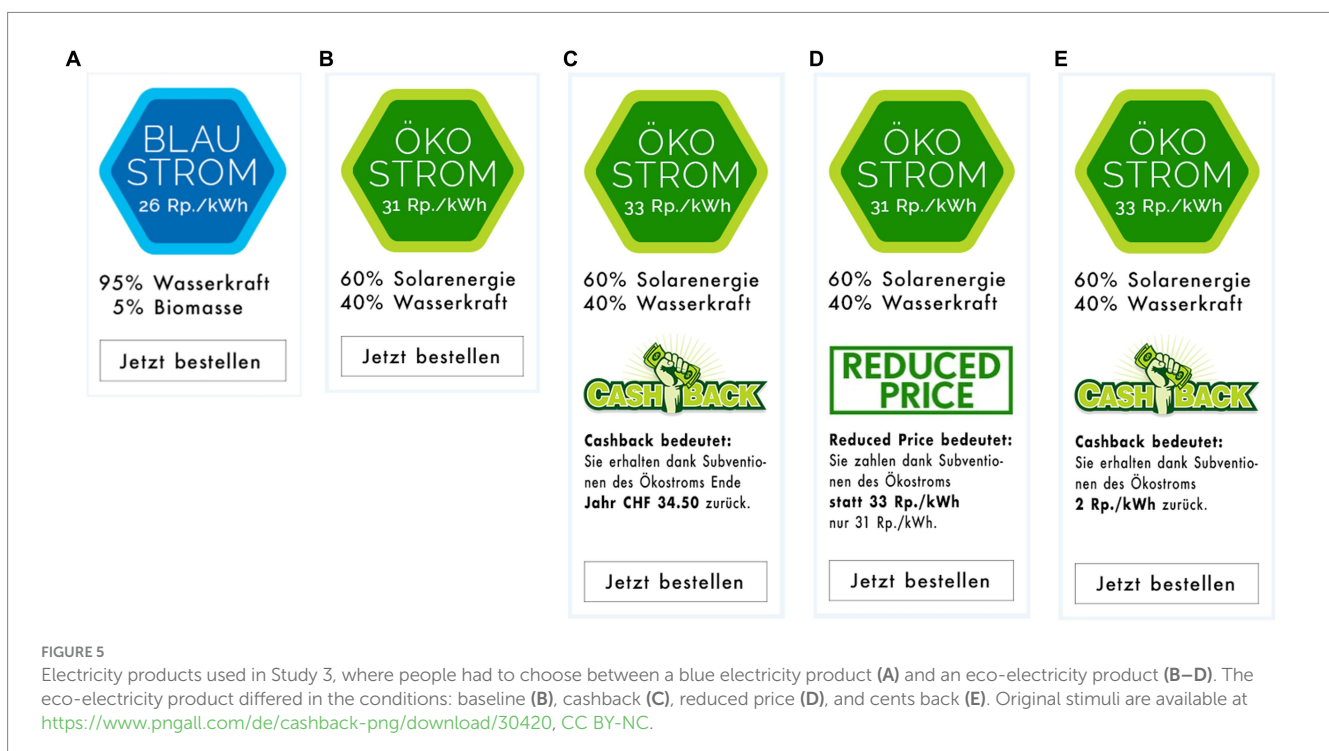 A
BLAU
STROM
26 Rp./kWh
95% Wasserkraft
5% Biomasse
Jetzt bestellen
B
ÖKO
STROM
31 Rp./kWh
60% Solarenergie
40% Wasserkraft
Jetzt bestellen
C
ÖKO
STROM
33 Rp./kWh
60% Solarenergie
40% Wasserkraft
CASH BACK
Cashback bedeutet:
Sie erhalten dank Subventio-
nen des Ökostroms Ende
Jahr CHF 34.50 zurück.
Jetzt bestellen
D
ÖKO
STROM
31 Rp./kWh
60% Solarenergie
40% Wasserkraft
REDUCED
PRICE
Reduced Price bedeutet:
Sie zahlen dank Subventio-
nen des Ökostroms
statt 33 Rp./kWh
nur 31 Rp./kWh.
Jetzt bestellen
E
ÖKO
STROM
33 Rp./kWh
60% Solarenergie
40% Wasserkraft
CASH BACK
Cashback bedeutet:
Sie erhalten dank Subventio-
nen des Ökostroms
2 Rp./kWh zurück.
Jetzt bestellen
FIGURE 5
Electricity products used in Study 3, where people had to choose between a blue electricity product (A) and an eco-electricity product (B–D). The
eco-electricity product differed in the conditions: baseline (B), cashback (C), reduced price (D), and cents back (E). Original stimuli are available at
https://www.pngall.com/de/cashback-png/download/30420, CC BY-NC.